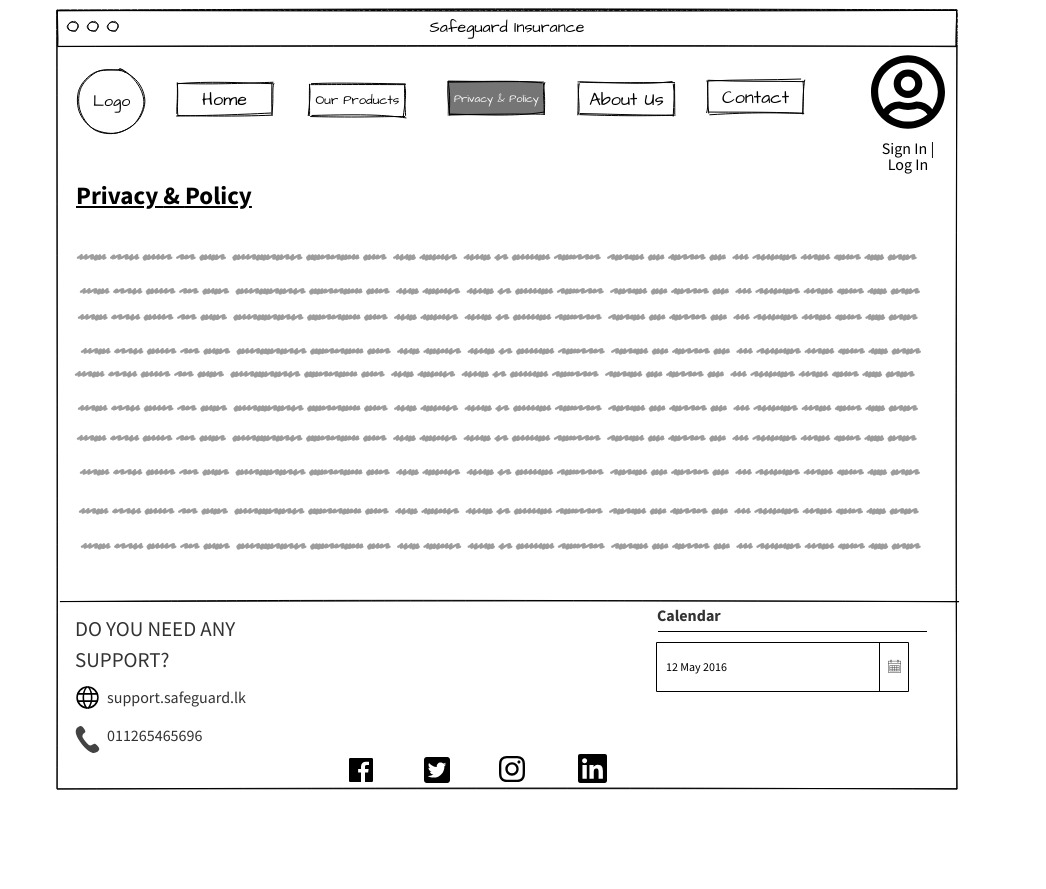 Safeguard Insurance
Logo
Home
Our Products
Privacy & Policy
About Us
Contact
Sign In |
Log In
Privacy & Policy
DO YOU NEED ANY
SUPPORT?
support.safeguard.lk
011265465696
Calendar
12 May 2016